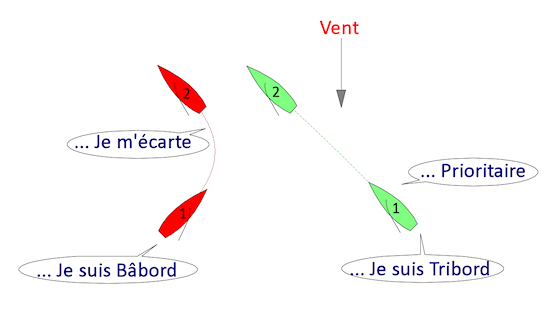 Vent
2
2
... Je m'écarte
... Prioritaire
1
1
... Je suis Bâbord
... Je suis Tribord